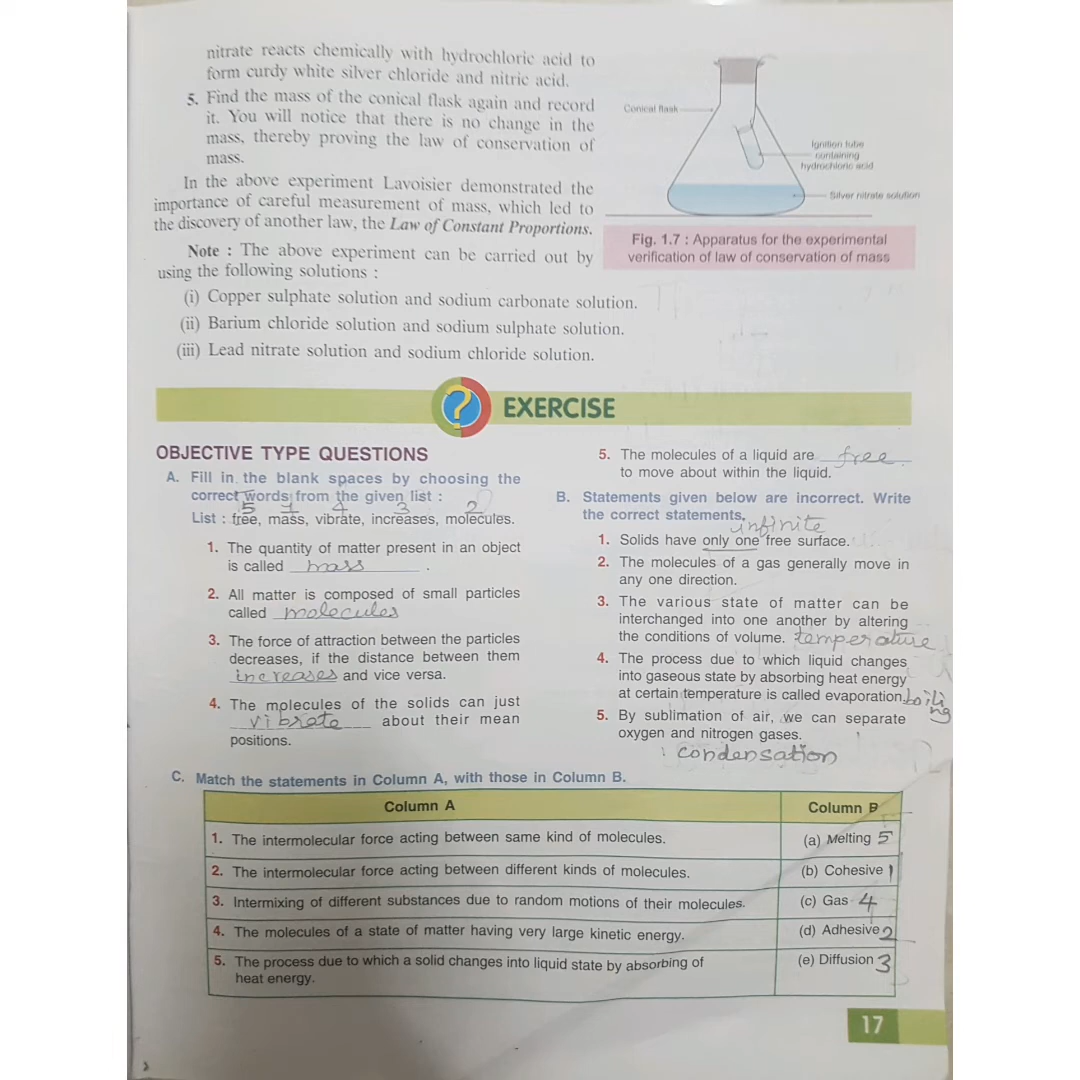 nitrate reacts chemically with hydrochloric acid to
form curdy white silver chloride and nitric acid.
5. Find the mass of the conical flask again and record
it. You will notice that there is no change in the
mass, thereby proving the law of conservation of
mass.
In the above experiment Lavoisier demonstrated the
importance of careful measurement of mass, which led to
the discovery of another law, the Law of Constant Proportions.
Note : The above experiment can be carried out by
using the following solutions :
(i) Copper sulphate solution and sodium carbonate solution.
(ii) Barium chloride solution and sodium sulphate solution.
(iii) Lead nitrate solution and sodium chloride solution.
Conical flask
Ignition tube
containing
hydrochloric acid
Silver nitrate solution
Fig. 1.7 : Apparatus for the experimental
verification of law of conservation of mass
? EXERCISE
OBJECTIVE TYPE QUESTIONS
A. Fill in the blank spaces by choosing the
correct words from the given list :
5 1 4 3 2
List : free, mass, vibrate, increases, molecules.
1. The quantity of matter present in an object
is called mass .
2. All matter is composed of small particles
called molecules
3. The force of attraction between the particles
decreases, if the distance between them
increases and vice versa.
4. The molecules of the solids can just
vibrate about their mean
positions.
5. The molecules of a liquid are free
to move about within the liquid.
B. Statements given below are incorrect. Write
the correct statements.
infinite
1. Solids have only one free surface.
2. The molecules of a gas generally move in
any one direction.
3. The various state of matter can be
interchanged into one another by altering
the conditions of volume. temperature
4. The process due to which liquid changes
into gaseous state by absorbing heat energy
at certain temperature is called evaporation. boili
ng
5. By sublimation of air, we can separate
oxygen and nitrogen gases.
condensation
C. Match the statements in Column A, with those in Column B.
Column A Column B
1. The intermolecular force acting between same kind of molecules. (a) Melting 5
2. The intermolecular force acting between different kinds of molecules. (b) Cohesive 1
3. Intermixing of different substances due to random motions of their molecules. (c) Gas 4
4. The molecules of a state of matter having very large kinetic energy. (d) Adhesive 2
5. The process due to which a solid changes into liquid state by absorbing of (e) Diffusion 3
heat energy.
17